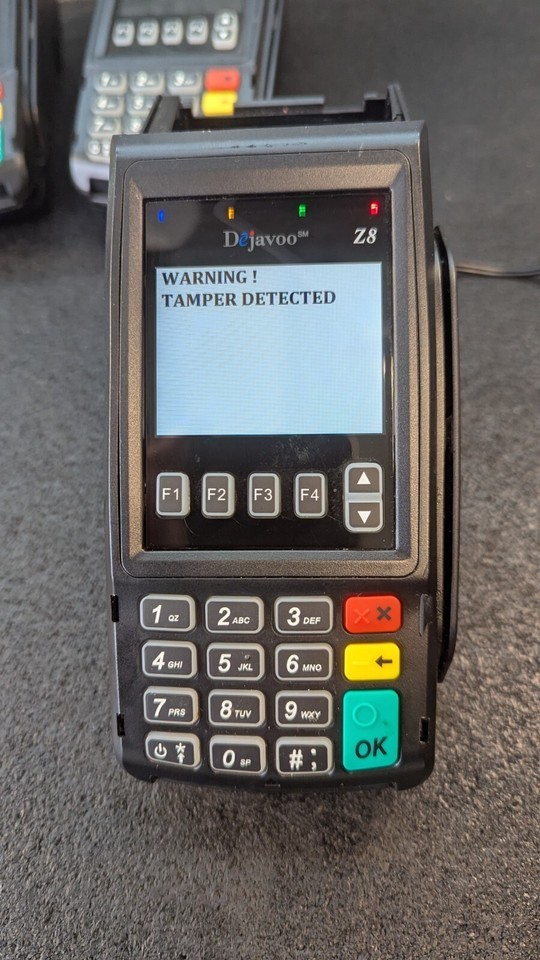 Dejavoo SM Z8
WARNING !
TAMPER DETECTED
F1 F2 F3 F4
1 QZ 2 ABC 3 DEF
4 GHI 5 JKL 6 MNO
7 PRS 8 TUV 9 WXY
* 0 SP # ;
OK